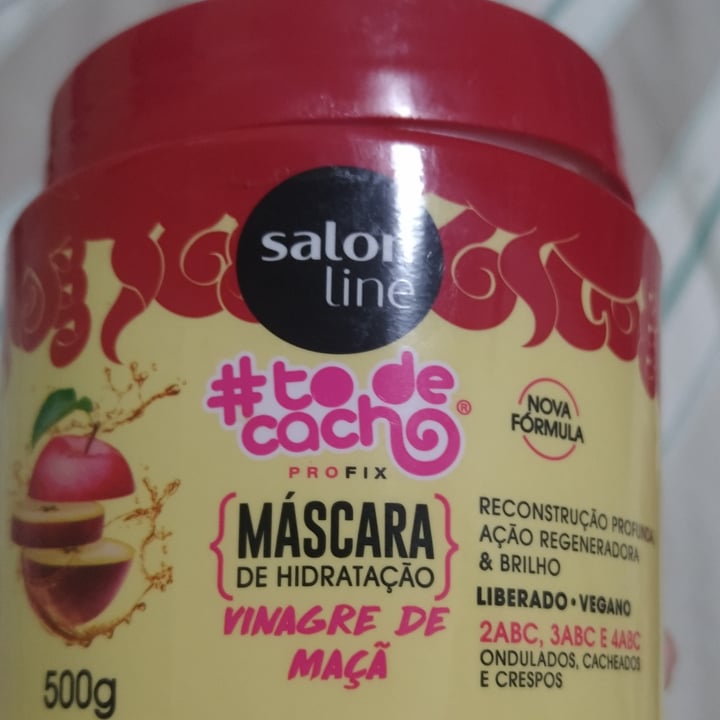 salon
line
#to de
cacho®
PROFIX
{MÁSCARA
DE HIDRATAÇÃO}
VINAGRE DE
MAÇÃ
500g
NOVA
FÓRMULA
RECONSTRUÇÃO PROFUNDA
AÇÃO REGENERADORA
& BRILHO
LIBERADO • VEGANO
2ABC, 3ABC E 4ABC
ONDULADOS, CACHEADOS
E CRESPOS